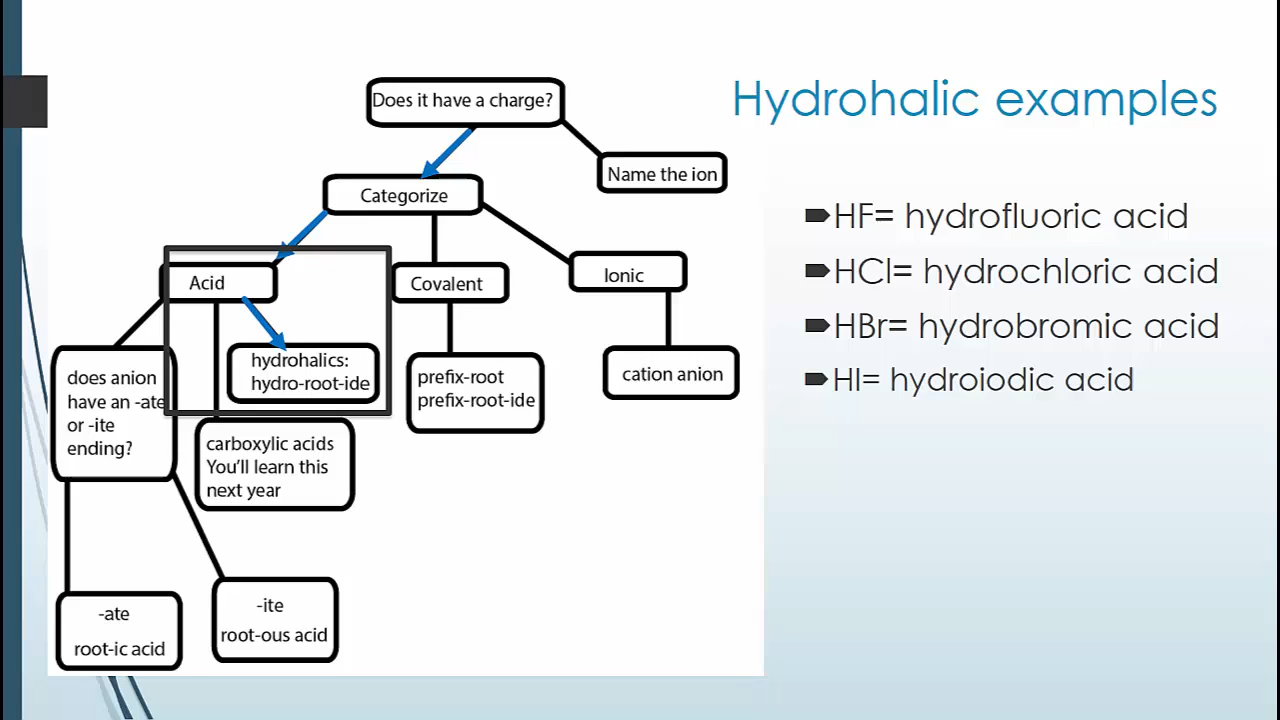 Hydrohalic examples
Does it have a charge?
Name the ion
Categorize
Acid
Covalent
Ionic
hydrohalics:
hydro-root-ide
does anion
have an -ate
or -ite
ending?
carboxylic acids
You'll learn this
next year
prefix-root
prefix-root-ide
cation anion
-ate
root-ic acid
-ite
root-ous acid
HF= hydrofluoric acid
HCl= hydrochloric acid
HBr= hydrobromic acid
HI= hydroiodic acid